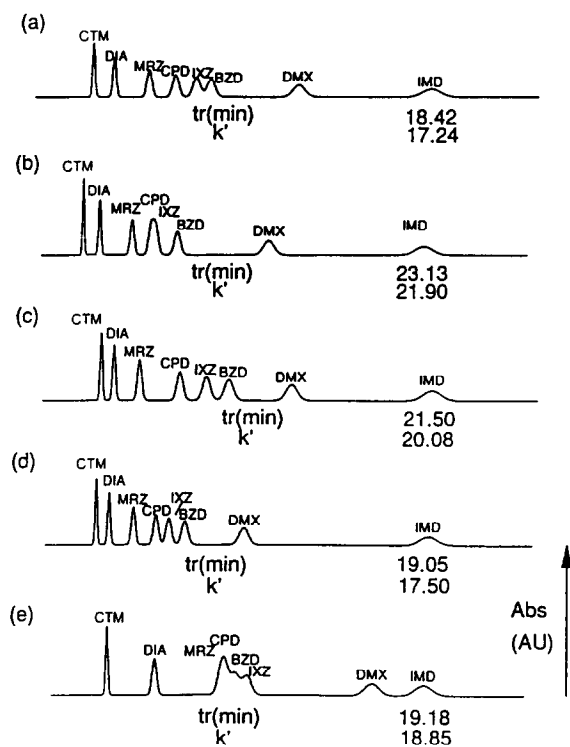 (a)
CTM
DIA
MRZ
CPD
IXZ
BZD
DMX
IMD
tr(min)
18.42
k'
17.24
(b)
CTM
DIA
MRZ
CPD
IXZ
BZD
DMX
IMD
tr(min)
23.13
k'
21.90
(c)
CTM
DIA
MRZ
CPD
IXZ
BZD
DMX
IMD
tr(min)
21.50
k'
20.08
(d)
CTM
DIA
MRZ
CPD
IXZ
BZD
DMX
IMD
tr(min)
19.05
k'
17.50
(e)
CTM
DIA
MRZ
CPD
BZD
IXZ
DMX
IMD
tr(min)
19.18
k'
18.85
Abs
(AU)